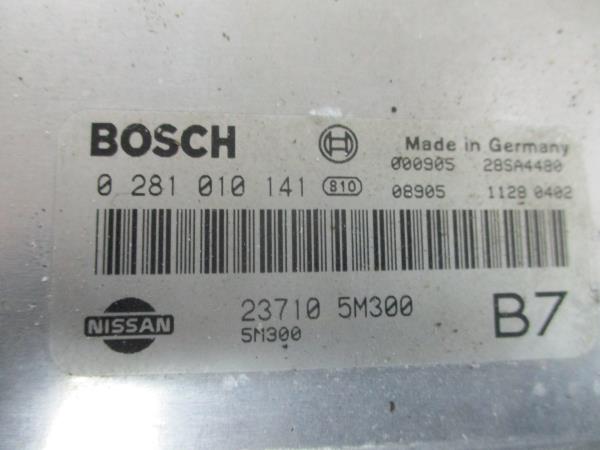 BOSCH
Made in Germany
000905 28SA4480
0 281 010 141 810
08905 1128 0402
NISSAN
23710 5M300
5M300
B7